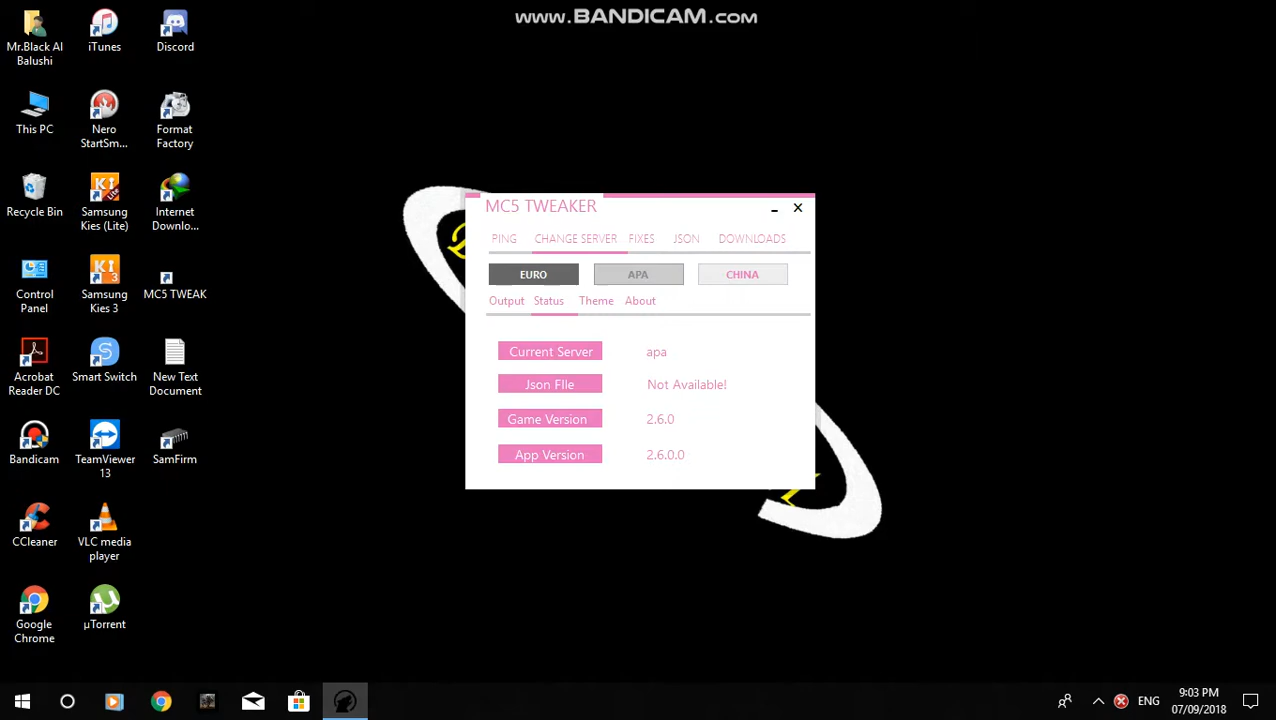 www.BANDICAM.com
Mr.Black Al
Balushi
iTunes
Discord
This PC
Nero
StartSm...
Format
Factory
Recycle Bin
Samsung
Kies (Lite)
Internet
Downlo...
Control
Panel
Samsung
Kies 3
MC5 TWEAK
Acrobat
Reader DC
Smart Switch
New Text
Document
Bandicam
TeamViewer
13
SamFirm
CCleaner
VLC media
player
Google
Chrome
µTorrent
MC5 TWEAKER
PING CHANGE SERVER FIXES JSON DOWNLOADS
EURO APA CHINA
Output Status Theme About
Current Server apa
Json FIle Not Available!
Game Version 2.6.0
App Version 2.6.0.0
ENG
9:03 PM
07/09/2018